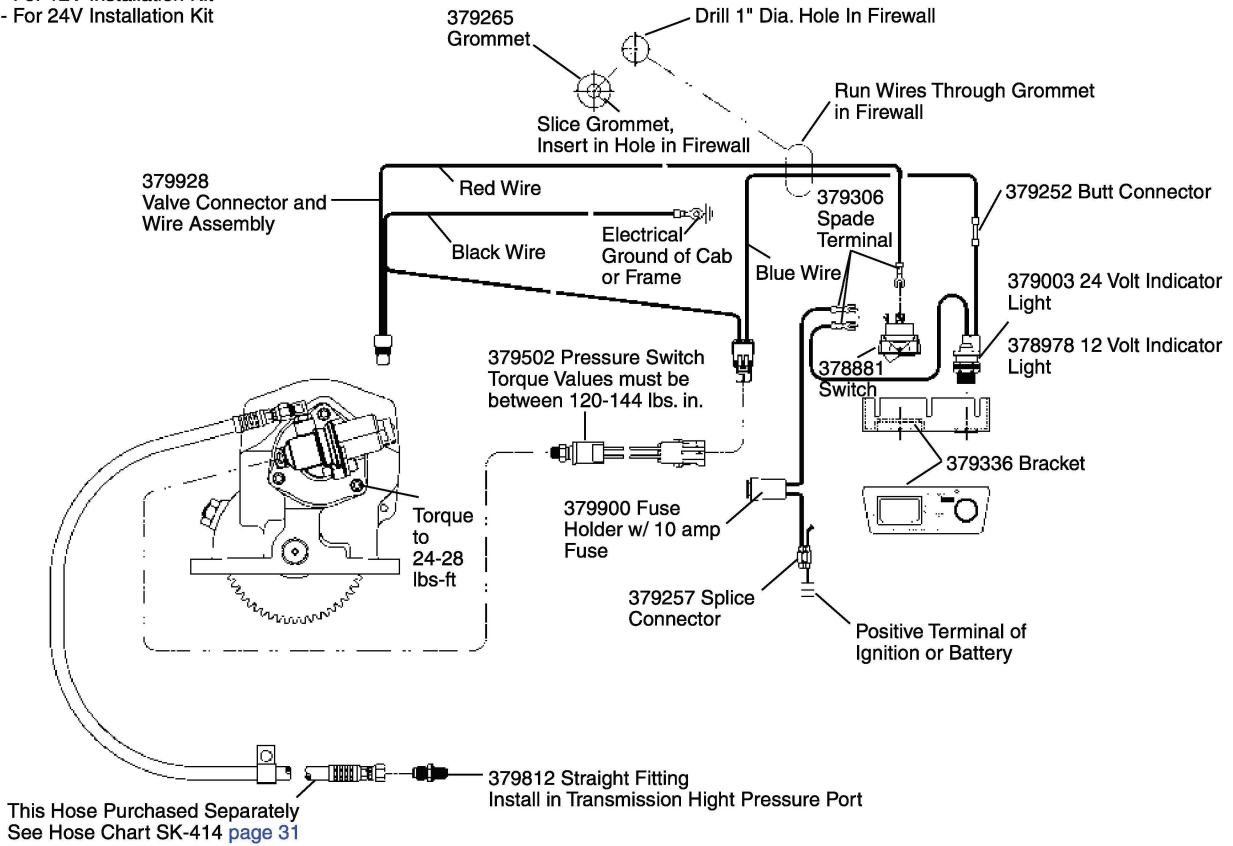 - For 24V Installation Kit
379265
Grommet
Drill 1" Dia. Hole In Firewall
Run Wires Through Grommet
in Firewall
Slice Grommet,
Insert in Hole in Firewall
379928
Valve Connector and
Wire Assembly
Red Wire
379306
Spade
Terminal
379252 Butt Connector
Black Wire
Electrical
Ground of Cab
or Frame
Blue Wire
379003 24 Volt Indicator
Light
378978 12 Volt Indicator
Light
379502 Pressure Switch
Torque Values must be
between 120-144 lbs. in.
378881
Switch
379336 Bracket
Torque
to
24-28
lbs-ft
379900 Fuse
Holder w/ 10 amp
Fuse
379257 Splice
Connector
Positive Terminal of
Ignition or Battery
379812 Straight Fitting
Install in Transmission Hight Pressure Port
This Hose Purchased Separately
See Hose Chart SK-414 page 31